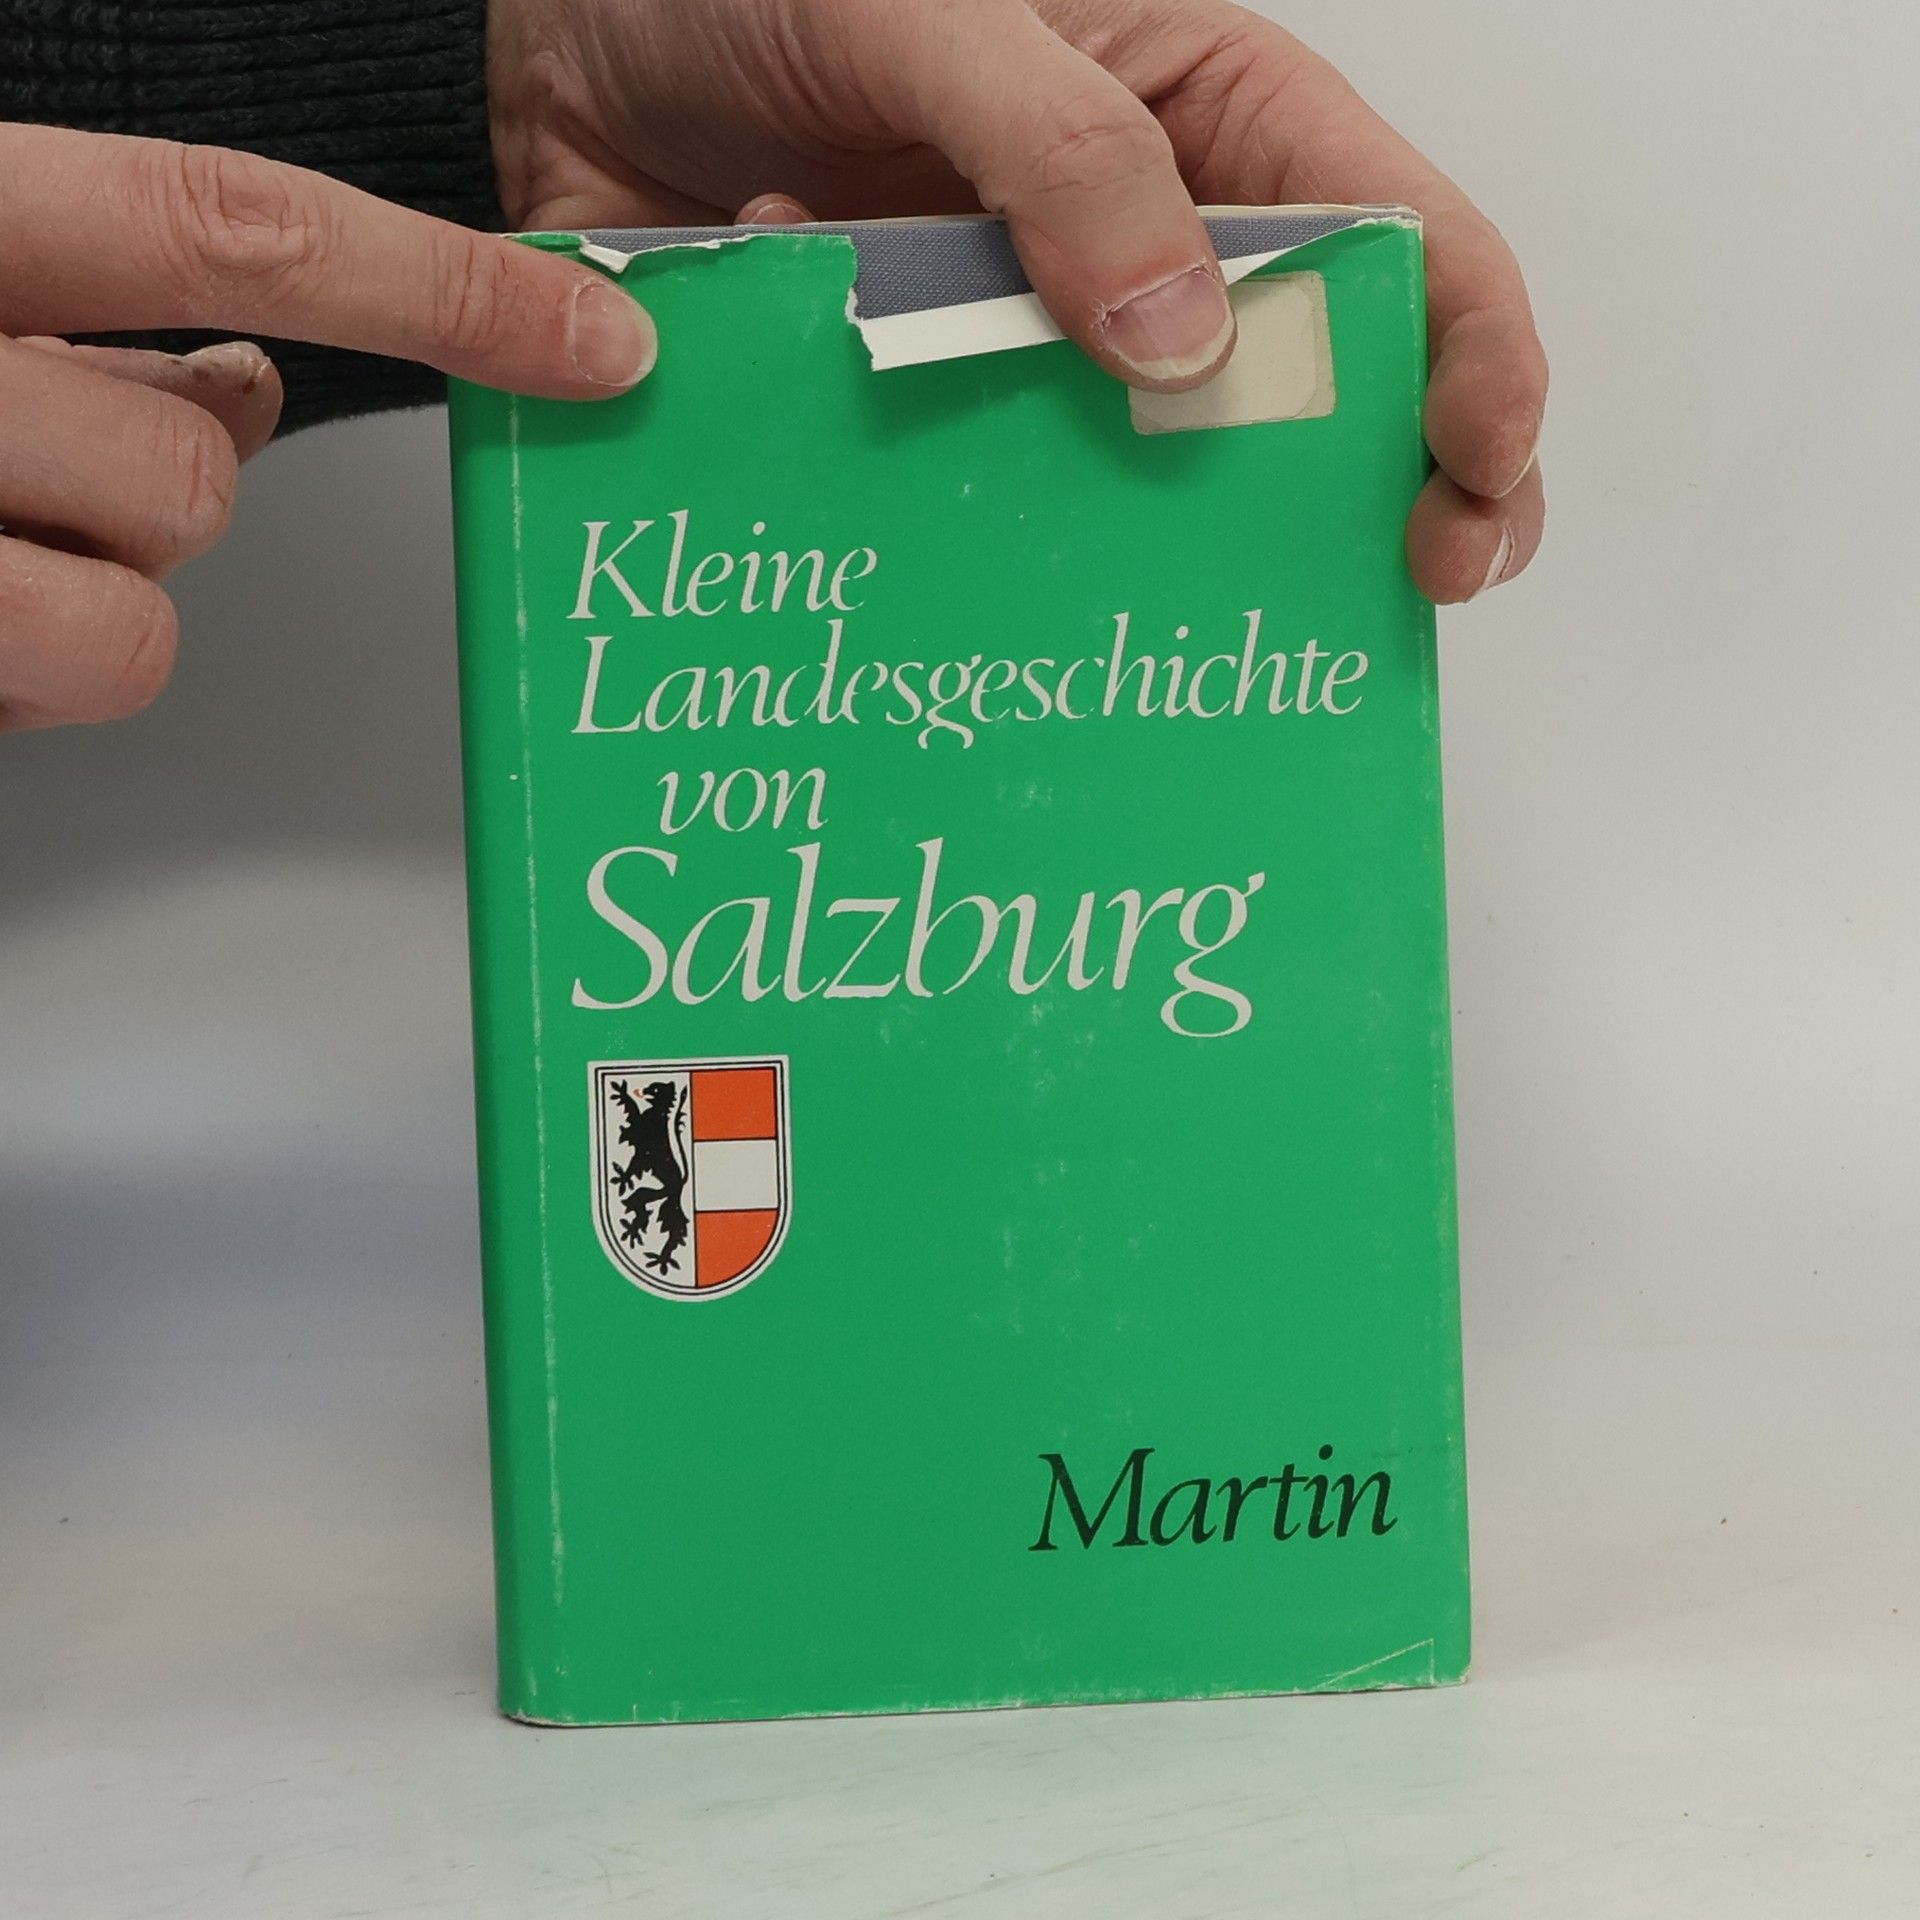 Kleine
Landesgeschichte
von
Salzburg
Martin